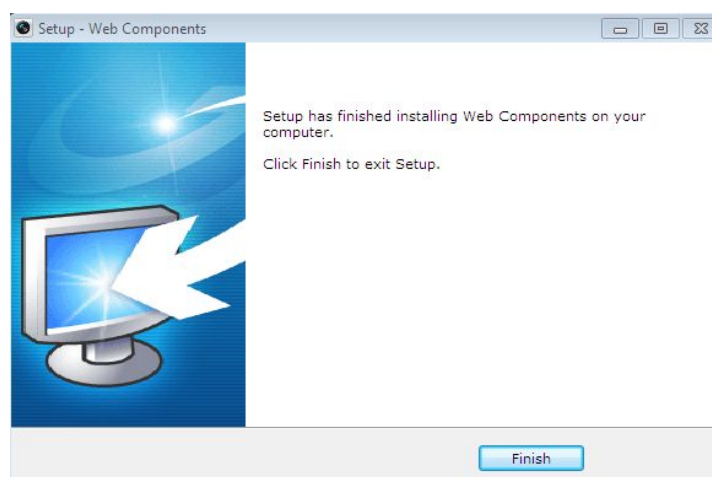 Setup - Web Components
Setup has finished installing Web Components on your
computer.
Click Finish to exit Setup.
Finish